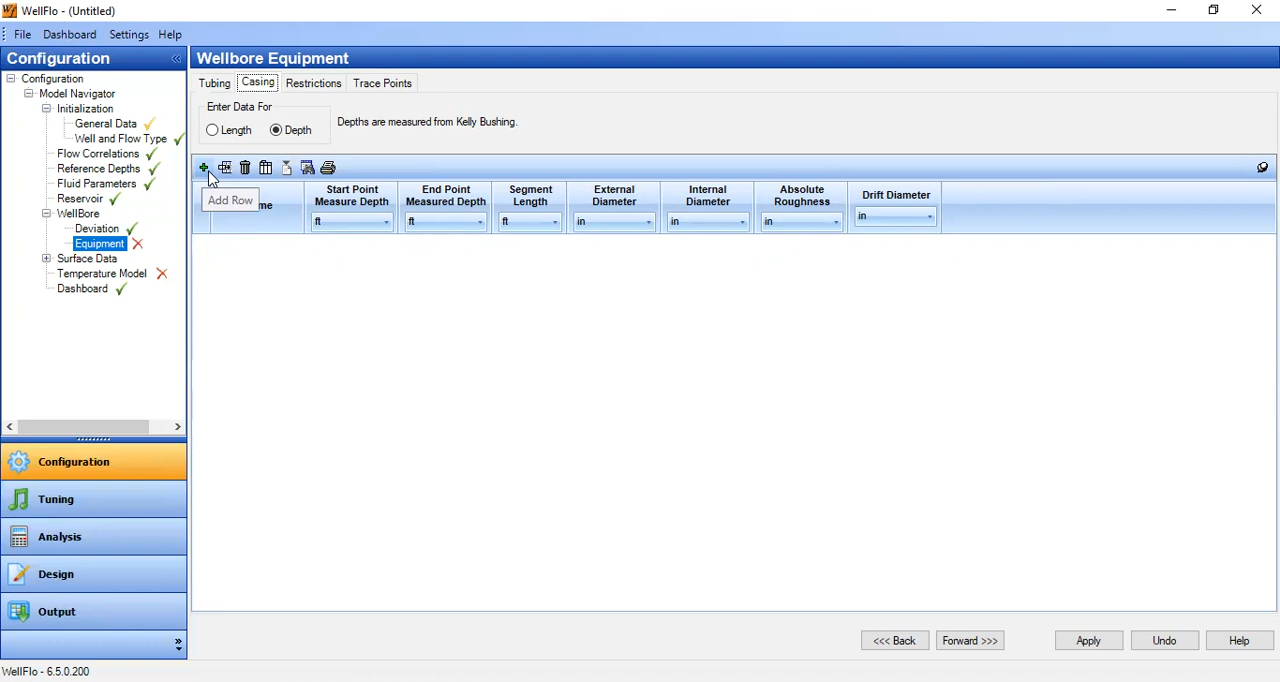 WellFlo - (Untitled)
File Dashboard Settings Help
Configuration «
Configuration
Model Navigator
Initialization
General Data
Well and Flow Type
Flow Correlations
Reference Depths
Fluid Parameters
Reservoir
WellBore
Deviation
Equipment
Surface Data
Temperature Model
Dashboard
Configuration
Tuning
Analysis
Design
Output
»
Wellbore Equipment
Tubing Casing Restrictions Trace Points
Enter Data For
Length Depth
Depths are measured from Kelly Bushing.
Add Row
me
Start Point Measure Depth
End Point Measured Depth
Segment Length
External Diameter
Internal Diameter
Absolute Roughness
Drift Diameter
ft ft ft in in in in
<<< Back Forward >>> Apply Undo Help
WellFlo - 6.5.0.200